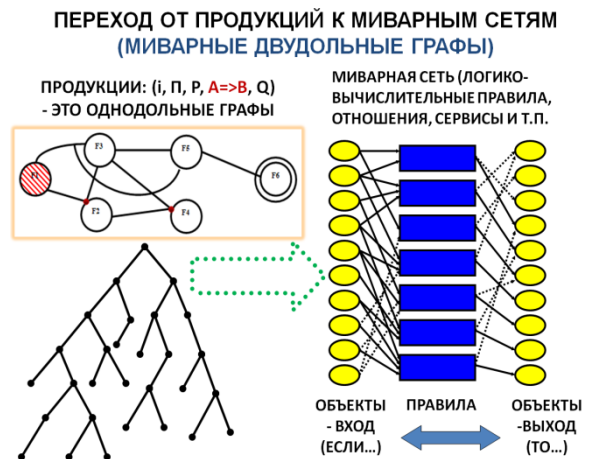 ПЕРЕХОД ОТ ПРОДУКЦИЙ К МИВАРНЫМ СЕТЯМ
(МИВАРНЫЕ ДВУДОЛЬНЫЕ ГРАФЫ)
ПРОДУКЦИИ: (i, П, P, A=>B, Q)
- ЭТО ОДНОДОЛЬНЫЕ ГРАФЫ
F1
F3
F5
F6
F2
F4
МИВАРНАЯ СЕТЬ (ЛОГИКО-
ВЫЧИСЛИТЕЛЬНЫЕ ПРАВИЛА,
ОТНОШЕНИЯ, СЕРВИСЫ И Т.П.
ОБЪЕКТЫ
- ВХОД
(ЕСЛИ...)
ПРАВИЛА
ОБЪЕКТЫ
-ВЫХОД
(ТО...)